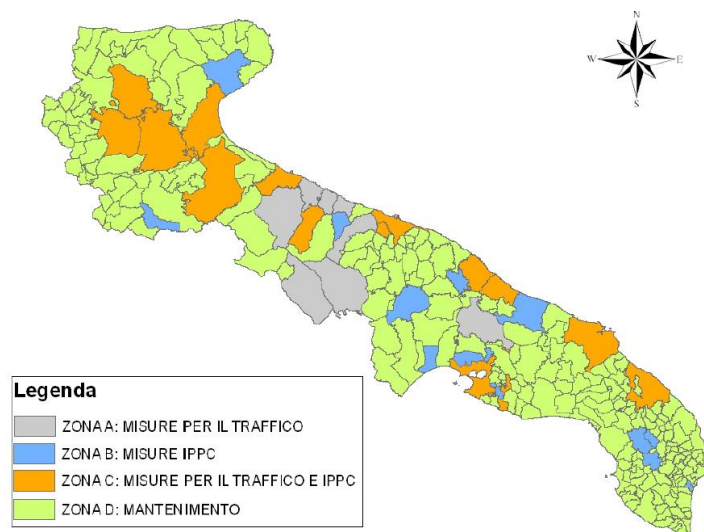 N
W
E
S
Legenda
ZONA A: MISURE PER IL TRAFFICO
ZONA B: MISURE IPPC
ZONA C: MISURE PER IL TRAFFICO E IPPC
ZONA D: MANTENIMENTO